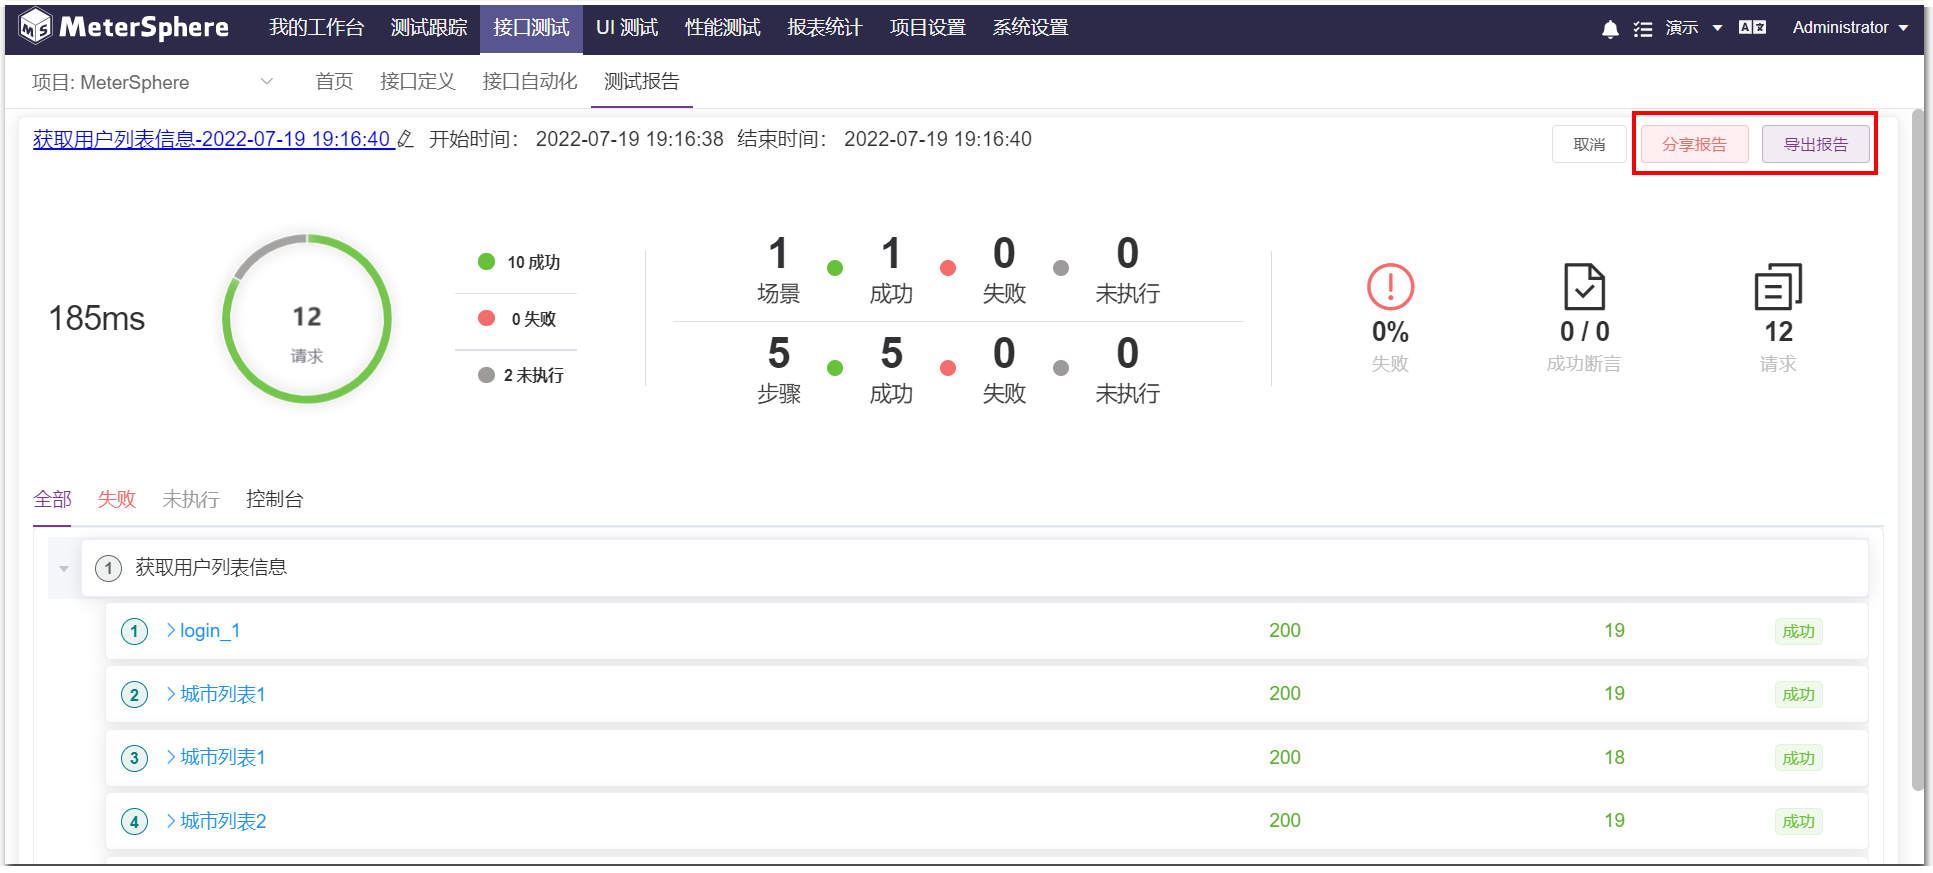 MeterSphere 我的工作台 测试跟踪 接口测试 UI 测试 性能测试 报表统计 项目设置 系统设置 演示 Administrator
项目: MeterSphere 首页 接口定义 接口自动化 测试报告
获取用户列表信息-2022-07-19 19:16:40 开始时间： 2022-07-19 19:16:38 结束时间： 2022-07-19 19:16:40 取消 分享报告 导出报告
185ms
12
请求
10 成功
0 失败
2 未执行
1 1 0 0
场景 成功 失败 未执行
5 5 0 0
步骤 成功 失败 未执行
0% 0 / 0 12
失败 成功断言 请求
全部 失败 未执行 控制台
1 获取用户列表信息
1 login_1 200 19 成功
2 城市列表1 200 19 成功
3 城市列表1 200 18 成功
4 城市列表2 200 19 成功